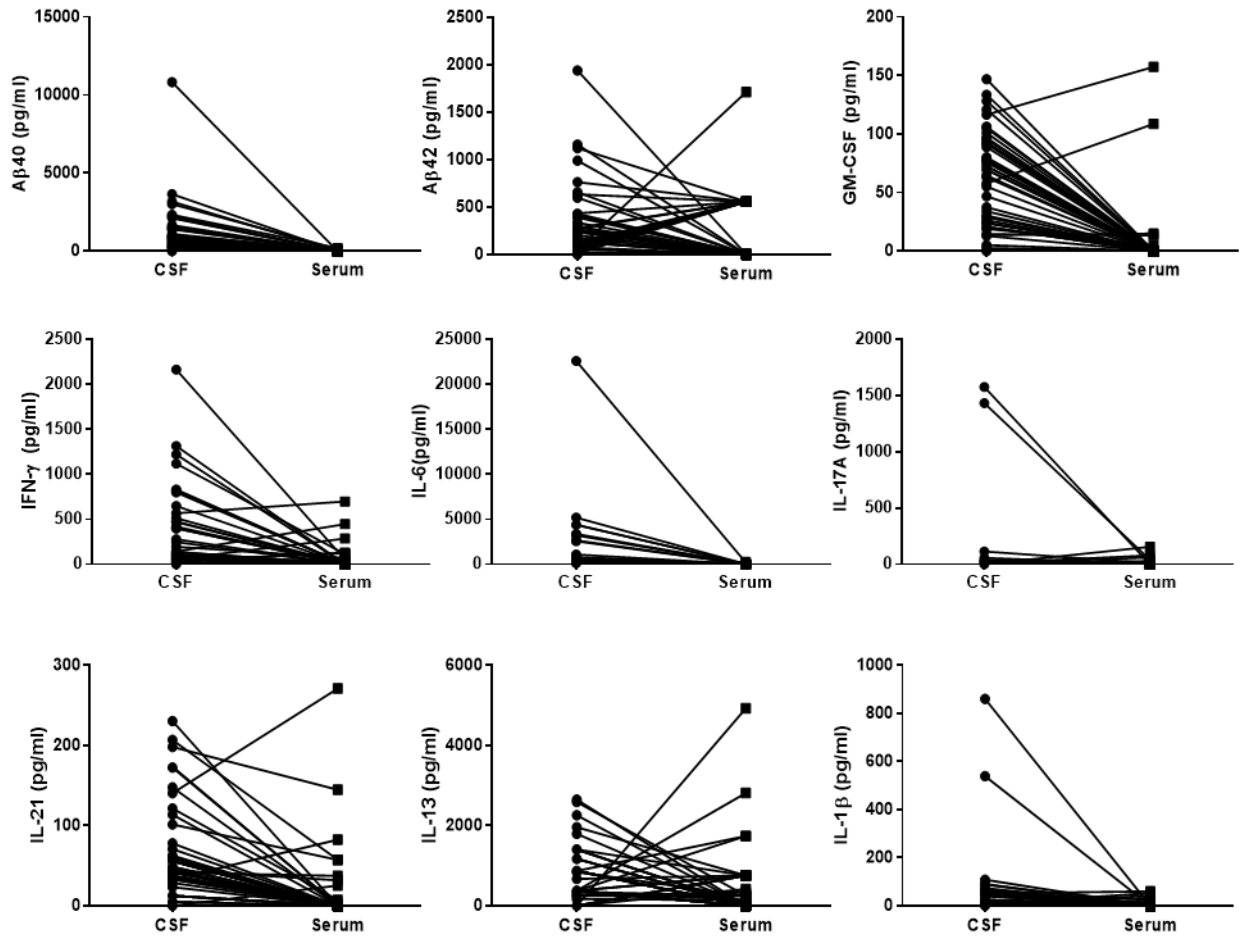 Aβ40 (pg/ml)
15000
10000
5000
0
CSF
Serum
Aβ42 (pg/ml)
2500
2000
1500
1000
500
0
CSF
Serum
GM-CSF (pg/ml)
200
150
100
50
0
CSF
Serum
IFN-γ (pg/ml)
2500
2000
1500
1000
500
0
CSF
Serum
IL-6(pg/ml)
25000
20000
15000
10000
5000
0
CSF
Serum
IL-17A (pg/ml)
2000
1500
1000
500
0
CSF
Serum
IL-21 (pg/ml)
300
200
100
0
CSF
Serum
IL-13 (pg/ml)
6000
4000
2000
0
CSF
Serum
IL-1β (pg/ml)
1000
800
600
400
200
0
CSF
Serum